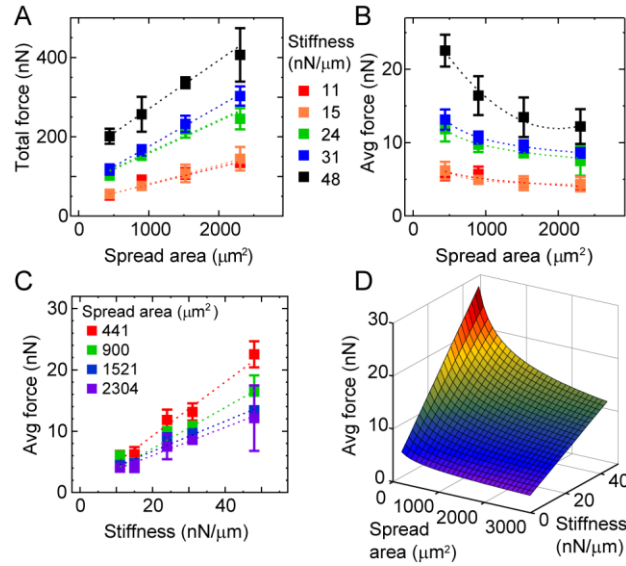 A
Total force (nN)
400
200
0
0 1000 2000
Spread area (μm²)
Stiffness
(nN/μm)
11
15
24
31
48
B
Avg force (nN)
20
10
0
0 1000 2000
Spread area (μm²)
C
Avg force (nN)
30
20
10
0
Spread area (μm²)
441
900
1521
2304
0 20 40
Stiffness (nN/μm)
D
Avg force (nN)
30
20
10
0
0 1000 2000 3000
Spread
area (μm²)
0 20 40
Stiffness
(nN/μm)